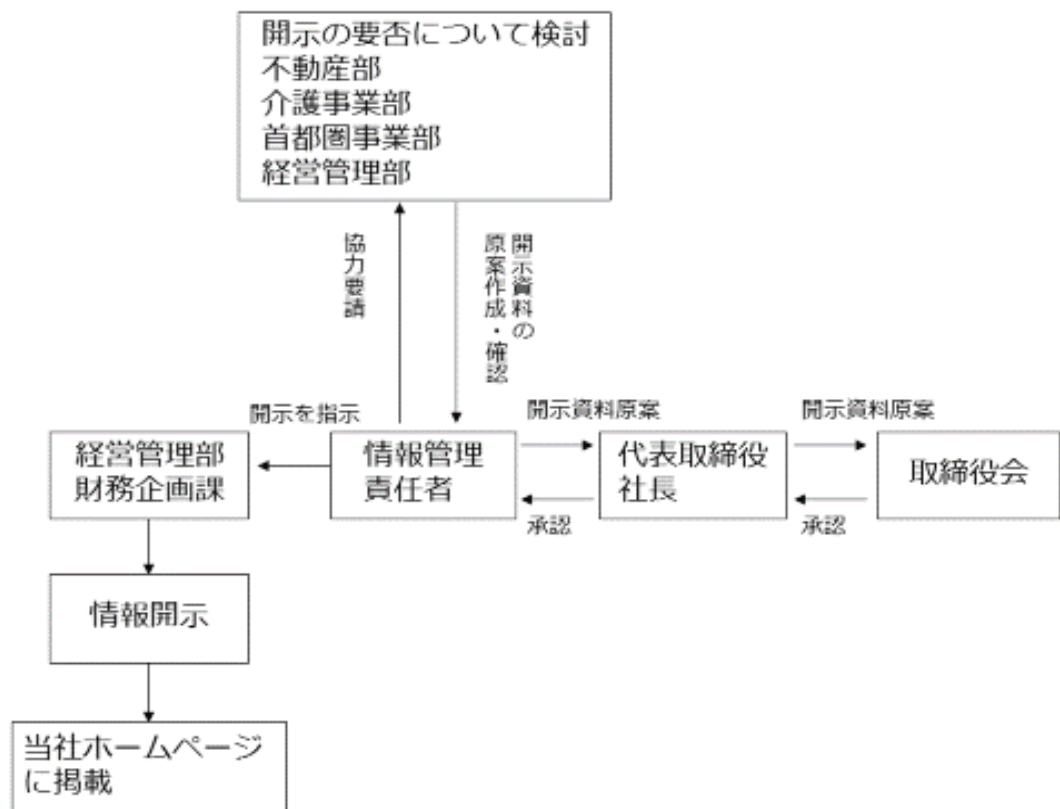 開示の要否について検討
不動産部
介護事業部
首都圏事業部
経営管理部
協力要請
開示資料の
原案作成・確認
開示を指示
開示資料原案
開示資料原案
経営管理部
財務企画課
情報管理
責任者
代表取締役
社長
取締役会
承認
承認
情報開示
当社ホームページ
に掲載